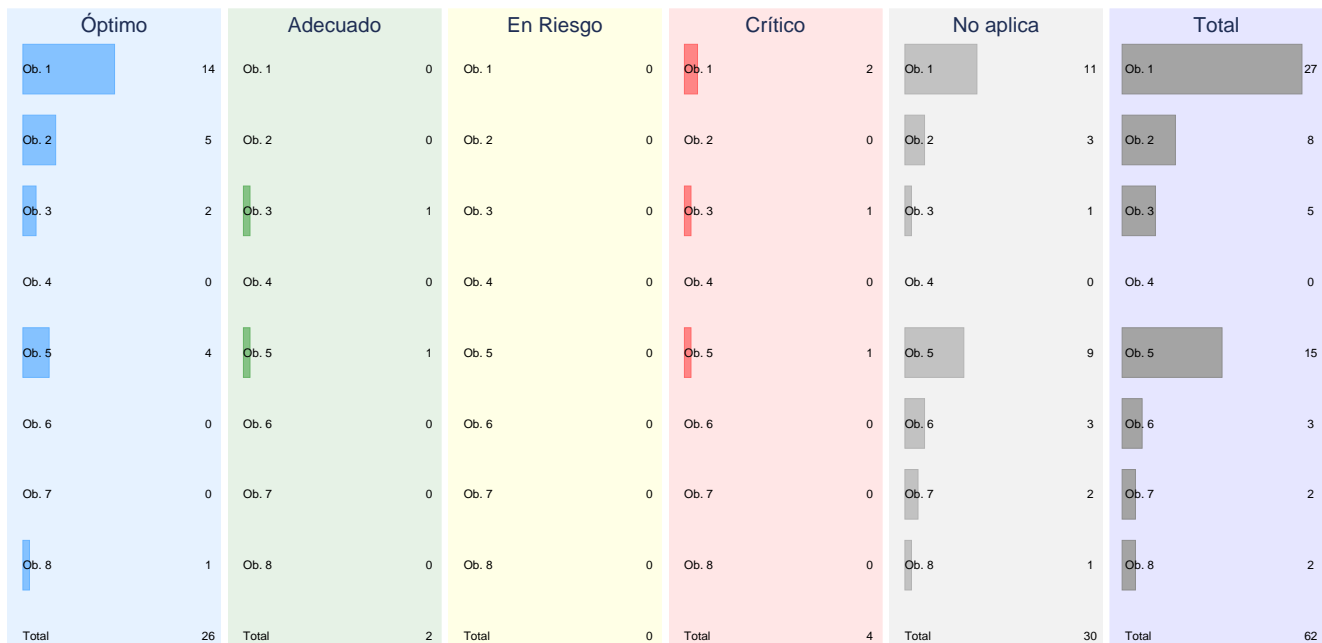 Óptimo Adecuado En Riesgo Crítico No aplica Total
Ob. 1 14 Ob. 1 0 Ob. 1 0 Ob. 1 2 Ob. 1 11 Ob. 1 27
Ob. 2 5 Ob. 2 0 Ob. 2 0 Ob. 2 0 Ob. 2 3 Ob. 2 8
Ob. 3 2 Ob. 3 1 Ob. 3 0 Ob. 3 1 Ob. 3 1 Ob. 3 5
Ob. 4 0 Ob. 4 0 Ob. 4 0 Ob. 4 0 Ob. 4 0 Ob. 4 0
Ob. 5 4 Ob. 5 1 Ob. 5 0 Ob. 5 1 Ob. 5 9 Ob. 5 15
Ob. 6 0 Ob. 6 0 Ob. 6 0 Ob. 6 0 Ob. 6 3 Ob. 6 3
Ob. 7 0 Ob. 7 0 Ob. 7 0 Ob. 7 0 Ob. 7 2 Ob. 7 2
Ob. 8 1 Ob. 8 0 Ob. 8 0 Ob. 8 0 Ob. 8 1 Ob. 8 2
Total 26 Total 2 Total 0 Total 4 Total 30 Total 62